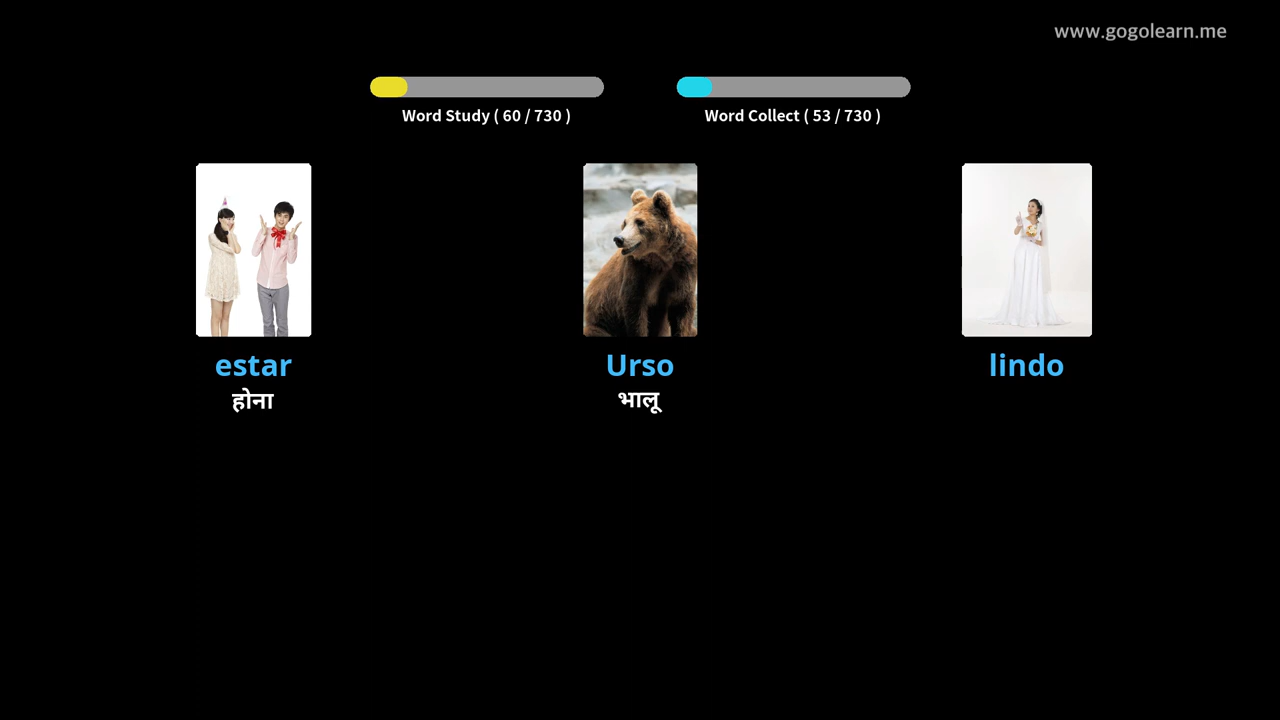 www.gogolearn.me
Word Study ( 60 / 730 )
Word Collect ( 53 / 730 )
estar
होना
Urso
भालू
lindo